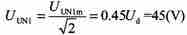 U_UN1 = U_UN1m / √2 = 0.45U_d = 45(V)